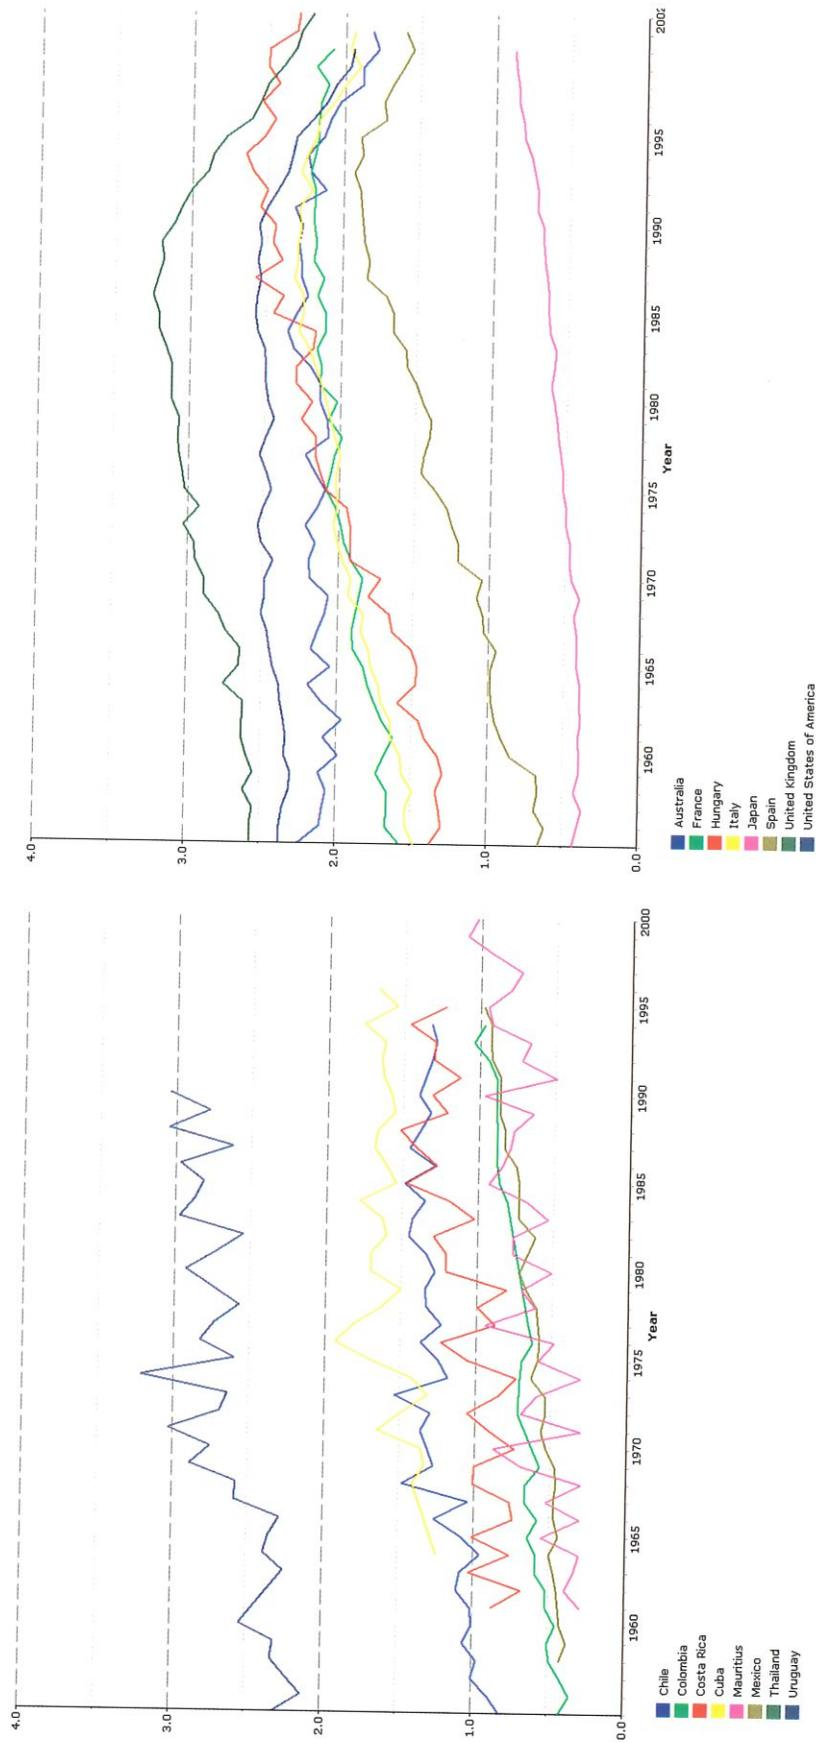 4.0
3.0
2.0
1.0
0.0
1960
1965
1970
1975
1980
1985
1990
1995
2002
Year
Australia
France
Hungary
Italy
Japan
Spain
United Kingdom
United States of America
4.0
3.0
2.0
1.0
0.0
1960
1965
1970
1975
1980
1985
1990
1995
2000
Year
Chile
Colombia
Costa Rica
Cuba
Mauritius
Mexico
Thailand
Uruguay